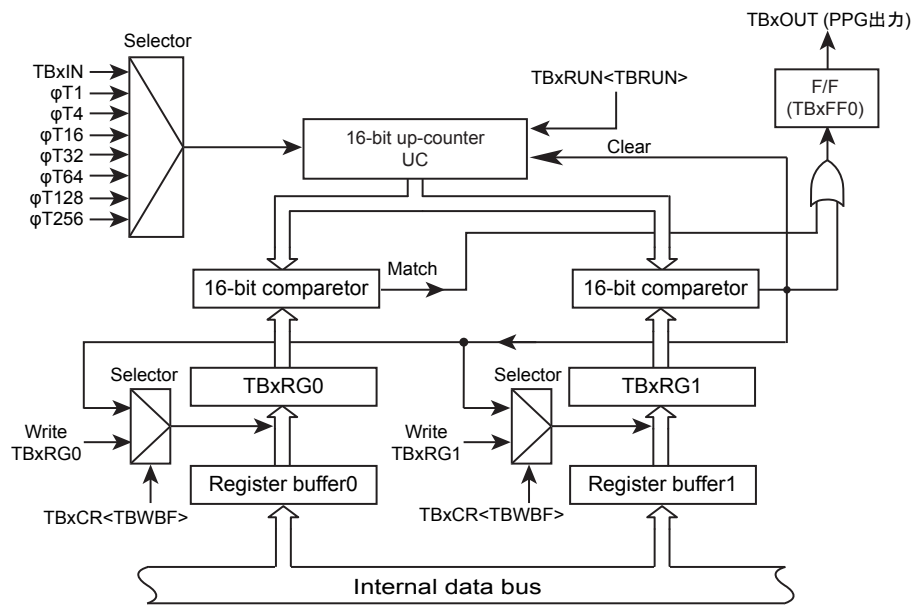 TBxOUT (PPG出力)
Selector
TBxIN
φT1
φT4
φT16
φT32
φT64
φT128
φT256
TBxRUN<TBRUN>
F/F
(TBxFF0)
16-bit up-counter
UC
Clear
16-bit comparetor
Match
16-bit comparetor
Selector
TBxRG0
Selector
TBxRG1
Write
TBxRG0
Write
TBxRG1
Register buffer0
Register buffer1
TBxCR<TBWBF>
TBxCR<TBWBF>
Internal data bus